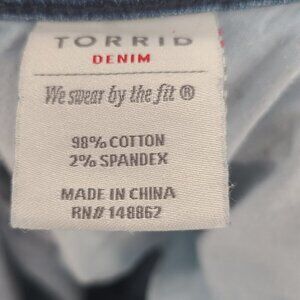 TORRID
DENIM
We swear by the fit ®
98% COTTON
2% SPANDEX
MADE IN CHINA
RN# 148862